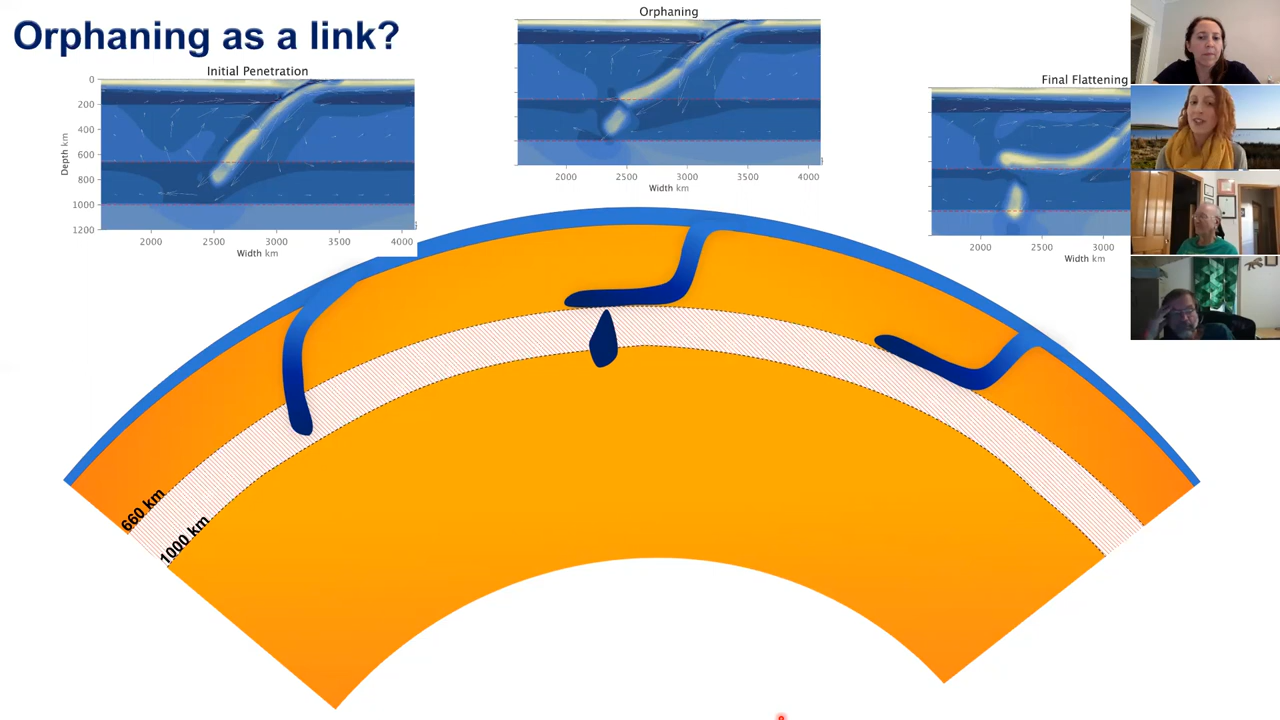 Orphaning as a link?
Initial Penetration
0
200
400
600
800
1000
1200
Depth km
2000 2500 3000 3500 4000
Width km
Orphaning
2000 2500 3000 3500 4000
Width km
Final Flattening
2000 2500 3000
Width km
660 km
1000 km